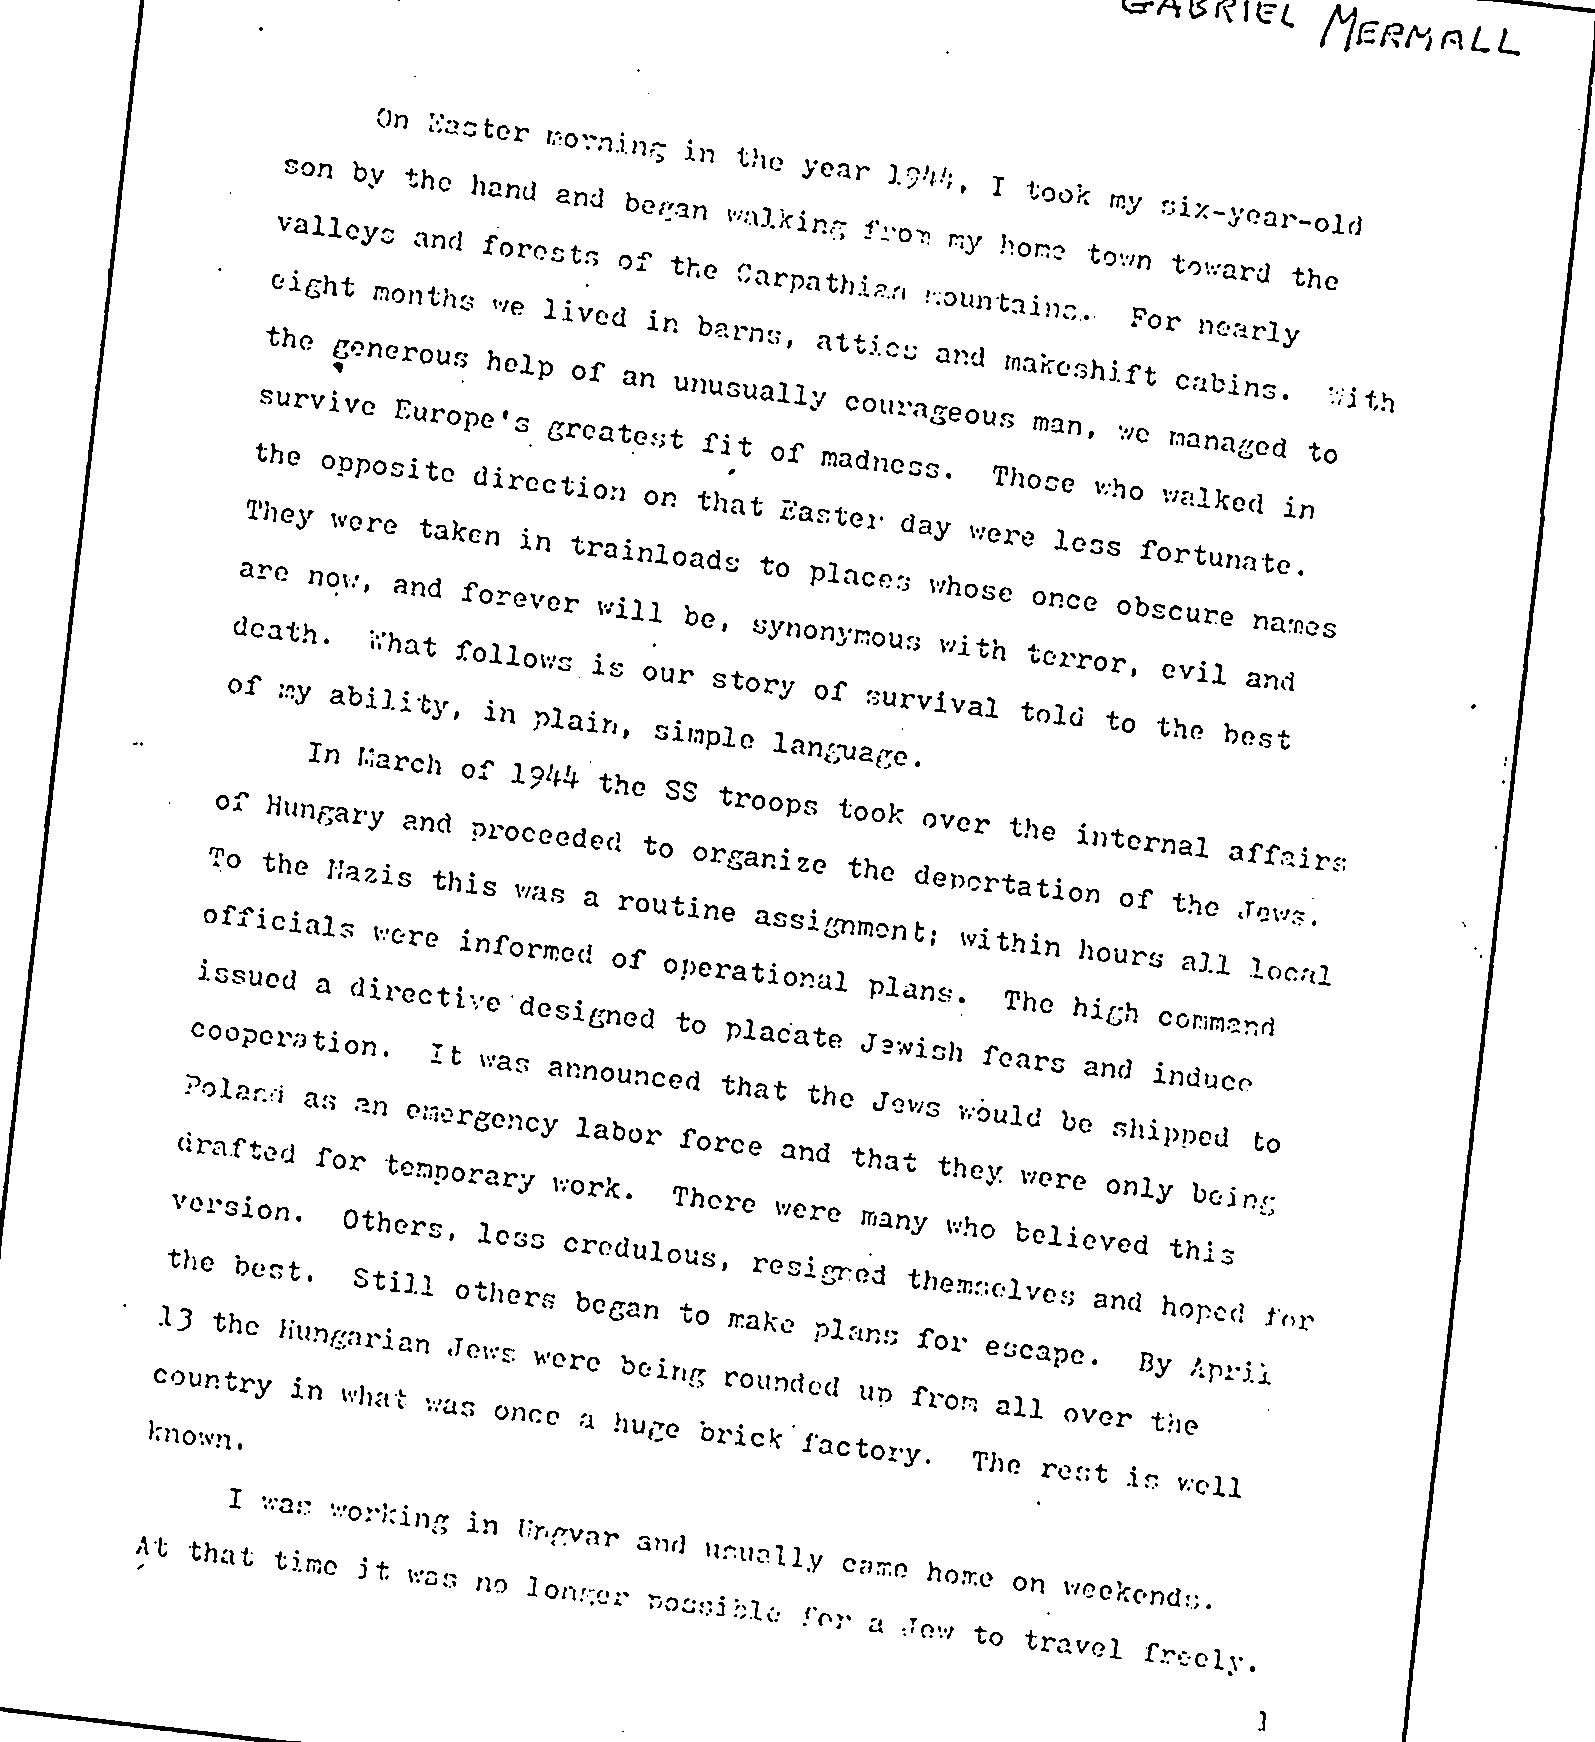 GABRIEL MERMALL
On Easter morning in the year 1944, I took my six-year-old
son by the hand and began walking from my home town toward the
valleys and forests of the Carpathian mountains. For nearly
eight months we lived in barns, attics and makeshift cabins. With
the generous help of an unusually courageous man, we managed to
survive Europe's greatest fit of madness. Those who walked in
the opposite direction on that Easter day were less fortunate.
They were taken in trainloads to places whose once obscure names
are now, and forever will be, synonymous with terror, evil and
death. What follows is our story of survival told to the best
of my ability, in plain, simple language.
In March of 1944 the SS troops took over the internal affairs
of Hungary and proceeded to organize the deportation of the Jews.
To the Nazis this was a routine assignment; within hours all local
officials were informed of operational plans. The high command
issued a directive designed to placate Jewish fears and induce
cooperation. It was announced that the Jews would be shipped to
Poland as an emergency labor force and that they were only being
drafted for temporary work. There were many who believed this
version. Others, less credulous, resigned themselves and hoped for
the best. Still others began to make plans for escape. By April
13 the Hungarian Jews were being rounded up from all over the
country in what was once a huge brick factory. The rest is well
known.
I was working in Ungvar and usually came home on weekends.
At that time it was no longer possible for a Jew to travel freely.
1